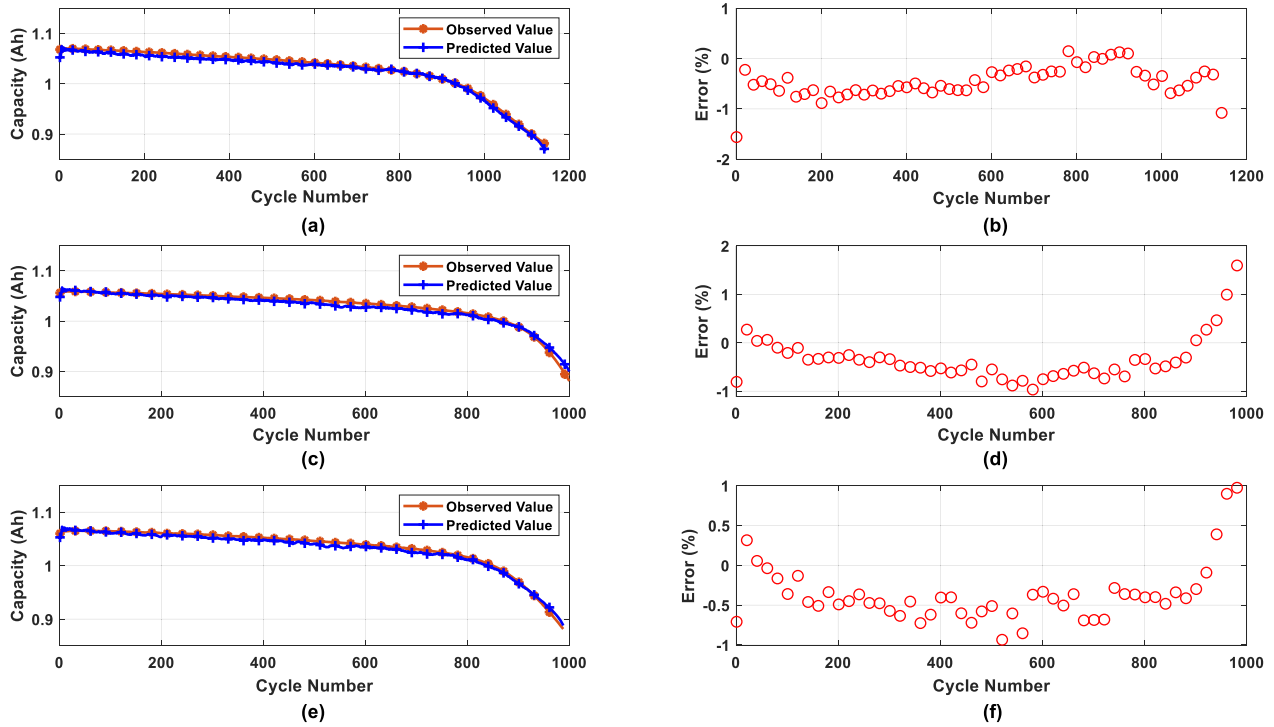 1.1
1
0.9
Capacity (Ah)
Observed Value
Predicted Value
0 200 400 600 800 1000 1200
Cycle Number
(a)
1
0
-1
-2
Error (%)
0 200 400 600 800 1000 1200
Cycle Number
(b)
1.1
1
0.9
Capacity (Ah)
Observed Value
Predicted Value
0 200 400 600 800 1000
Cycle Number
(c)
2
1
0
-1
Error (%)
0 200 400 600 800 1000
Cycle Number
(d)
1.1
1
0.9
Capacity (Ah)
Observed Value
Predicted Value
0 200 400 600 800 1000
Cycle Number
(e)
1
0.5
0
-0.5
-1
Error (%)
0 200 400 600 800 1000
Cycle Number
(f)